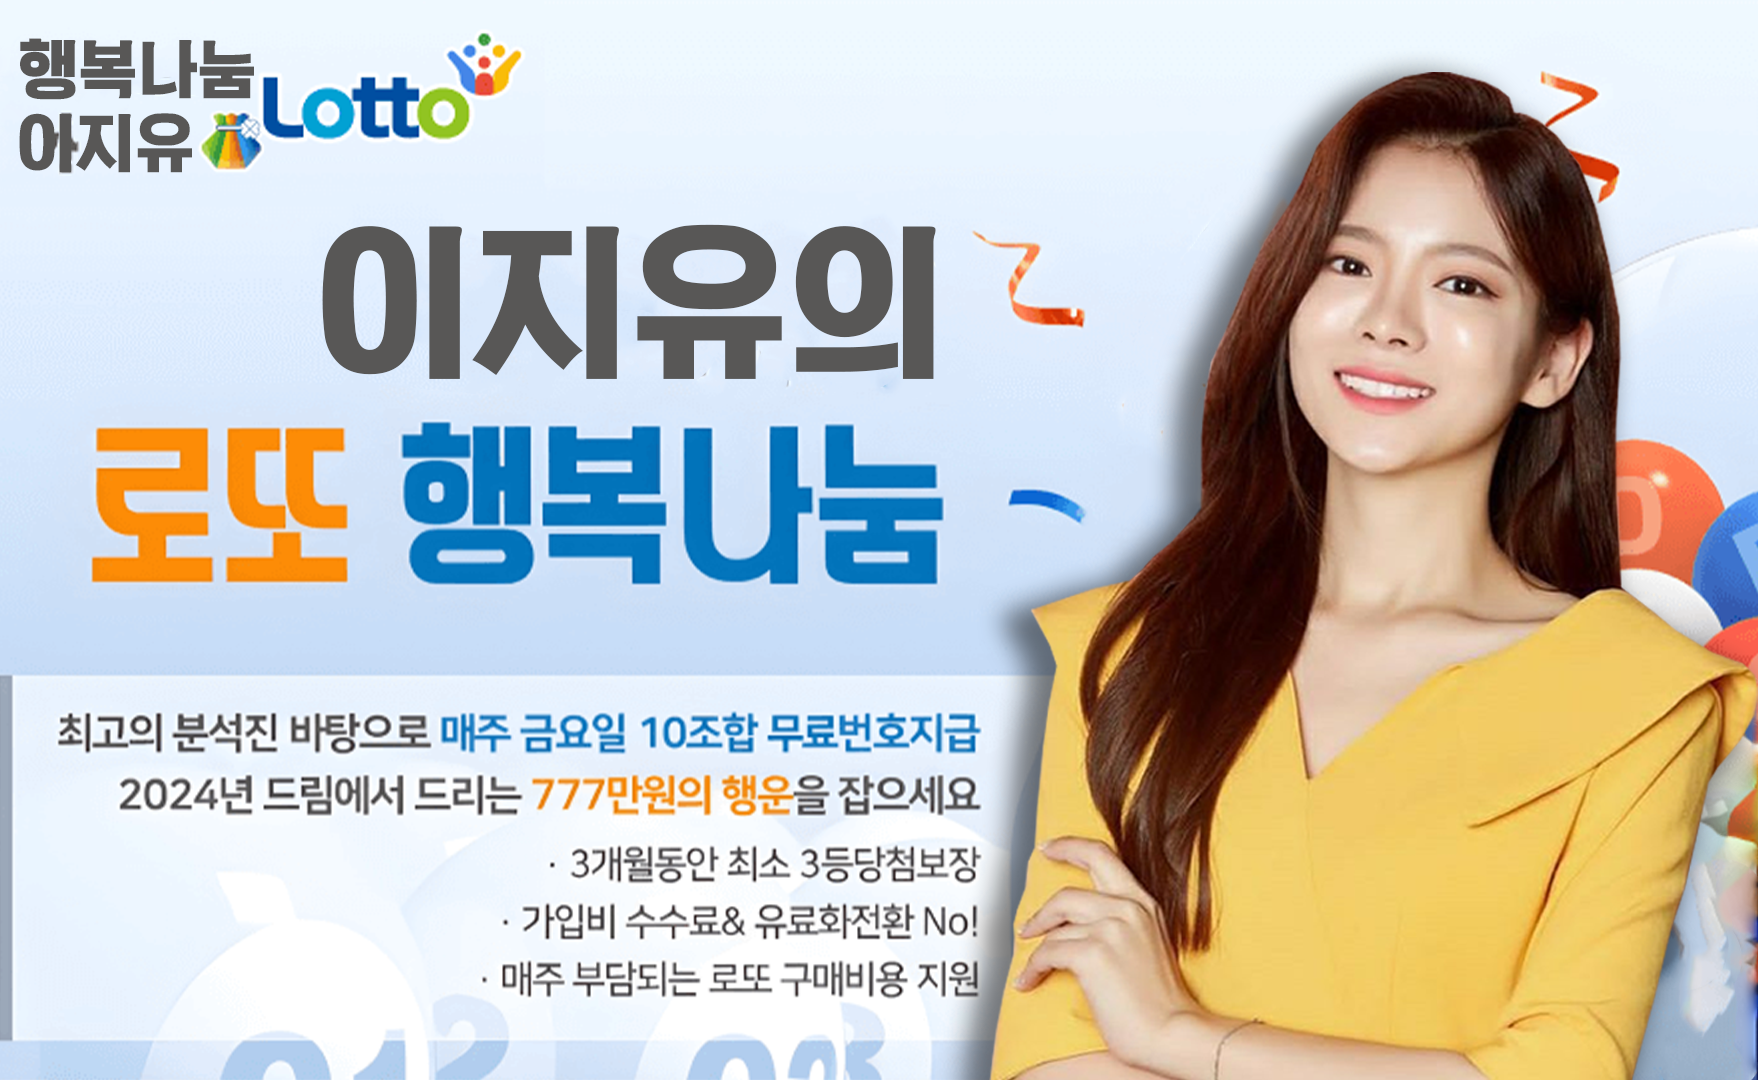 행복나눔
아지유 Lotto
이지유의
로또 행복나눔
최고의 분석진 바탕으로 매주 금요일 10조합 무료번호지급
2024년 드림에서 드리는 777만원의 행운을 잡으세요
· 3개월동안 최소 3등당첨보장
· 가입비 수수료& 유료화전환 No!
· 매주 부담되는 로또 구매비용 지원